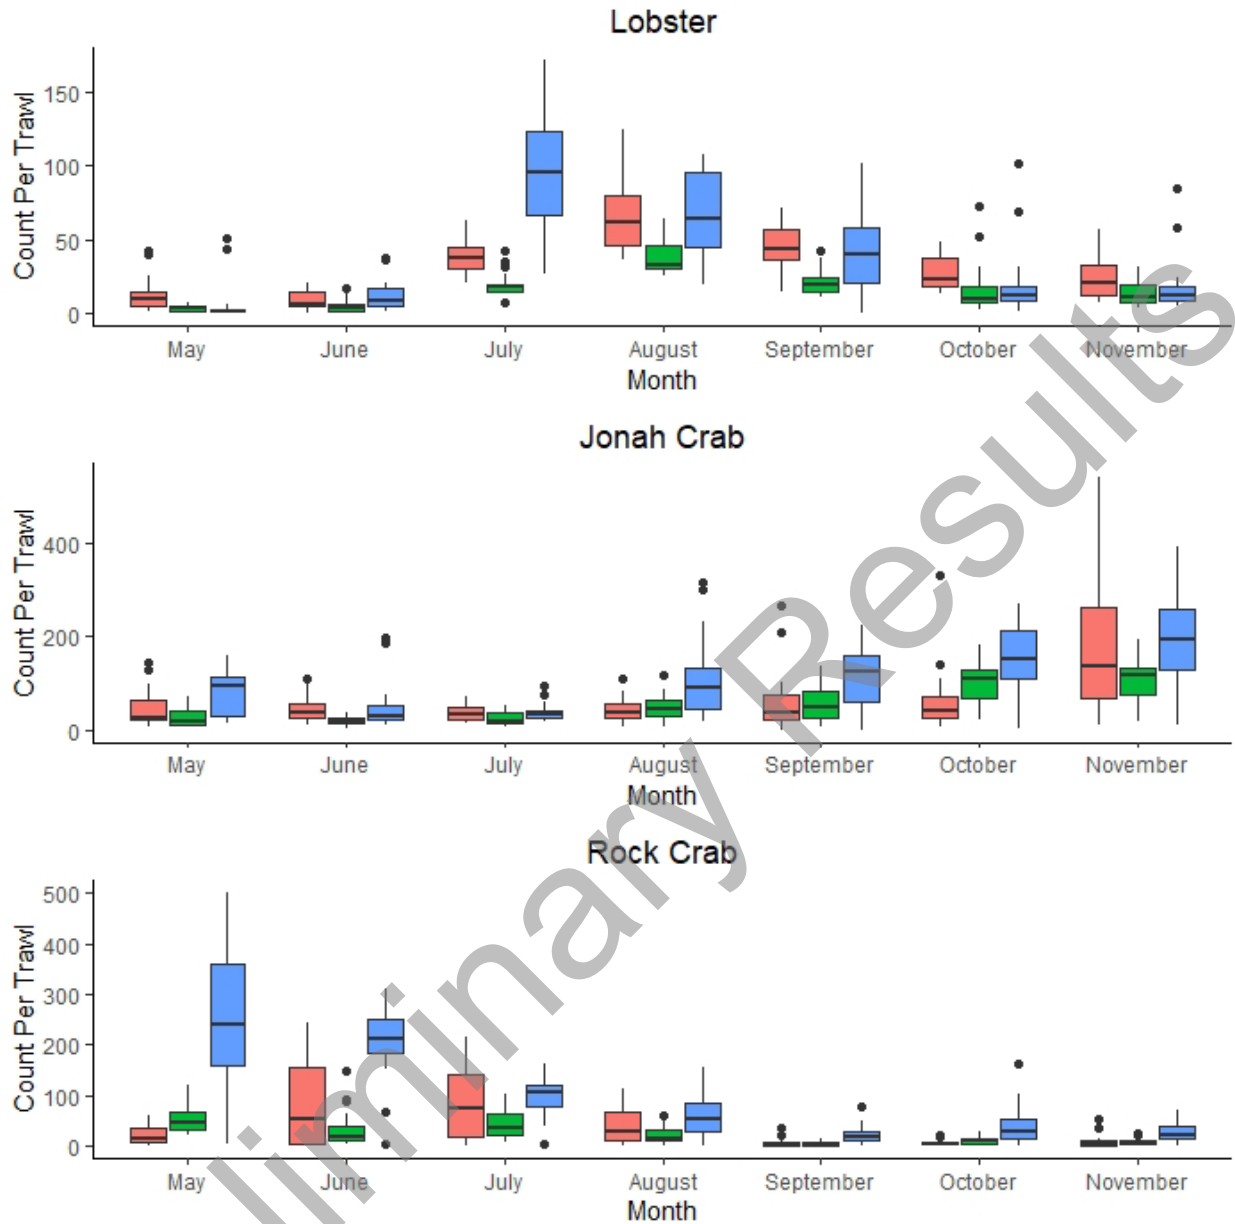 Lobster
Count Per Trawl
150
100
50
0
May June July August September October November
Month
Jonah Crab
Count Per Trawl
400
200
0
May June July August September October November
Month
Rock Crab
Count Per Trawl
500
400
300
200
100
0
May June July August September October November
Month
liminary Results